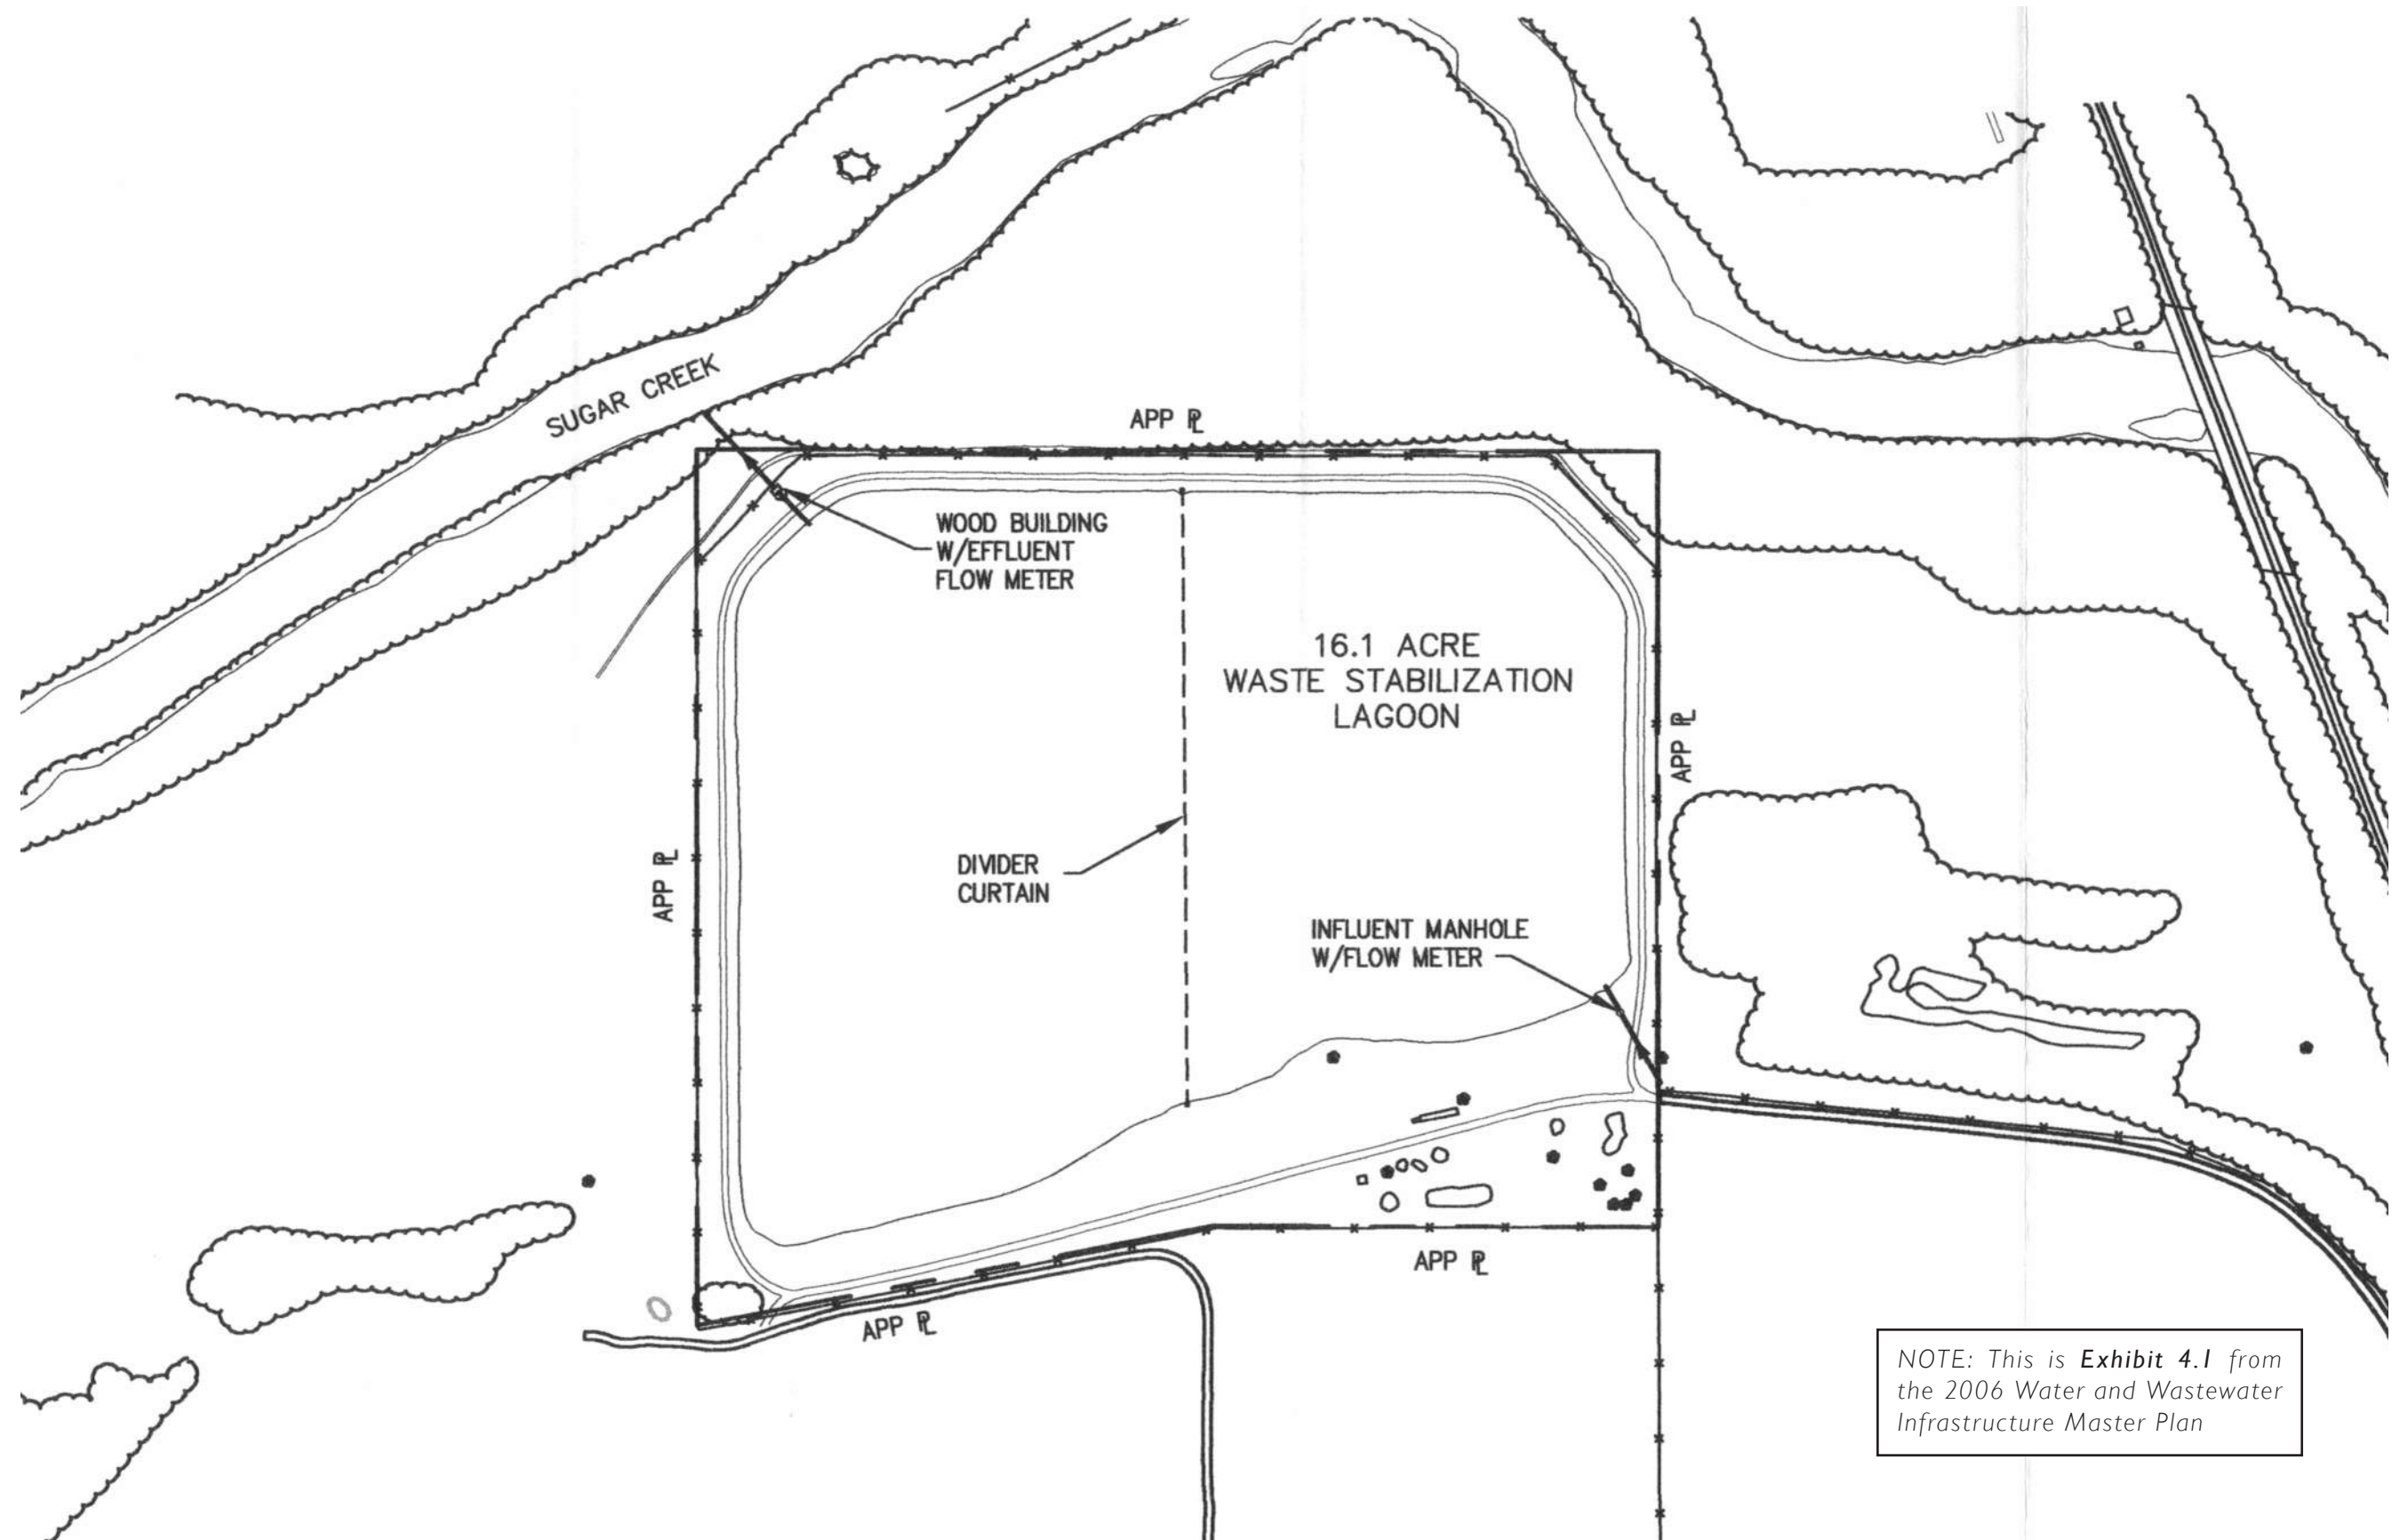 SUGAR CREEK
APP ⅊
WOOD BUILDING
W/EFFLUENT
FLOW METER
16.1 ACRE
WASTE STABILIZATION
LAGOON
APP ⅊
APP ⅊
DIVIDER
CURTAIN
INFLUENT MANHOLE
W/FLOW METER
APP ⅊
APP ⅊
NOTE: This is Exhibit 4.1 from
the 2006 Water and Wastewater
Infrastructure Master Plan